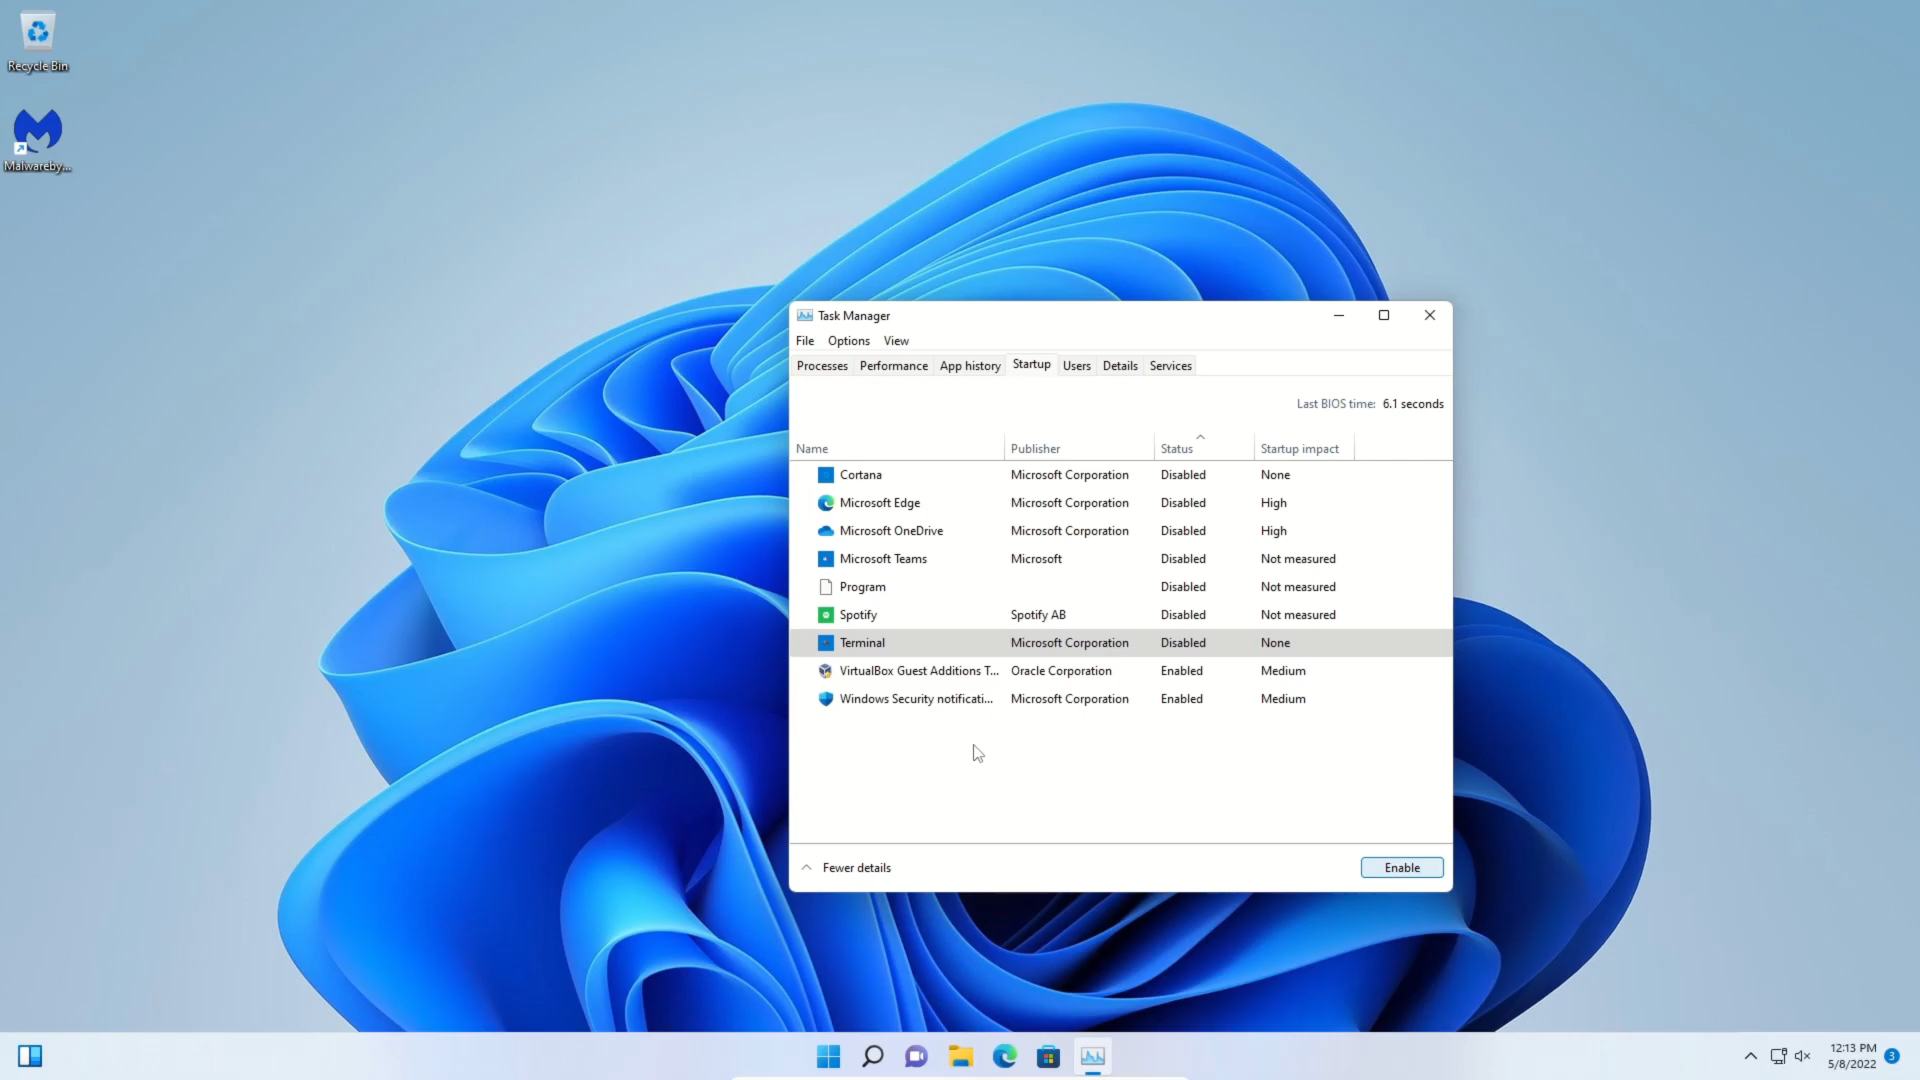 Recycle Bin
Malwareby...
Task Manager
File Options View
Processes Performance App history Startup Users Details Services
Last BIOS time: 6.1 seconds
Name Publisher Status Startup impact
Cortana Microsoft Corporation Disabled None
Microsoft Edge Microsoft Corporation Disabled High
Microsoft OneDrive Microsoft Corporation Disabled High
Microsoft Teams Microsoft Disabled Not measured
Program Disabled Not measured
Spotify Spotify AB Disabled Not measured
Terminal Microsoft Corporation Disabled None
VirtualBox Guest Additions T... Oracle Corporation Enabled Medium
Windows Security notificati... Microsoft Corporation Enabled Medium
Fewer details Enable
12:13 PM
5/8/2022 3